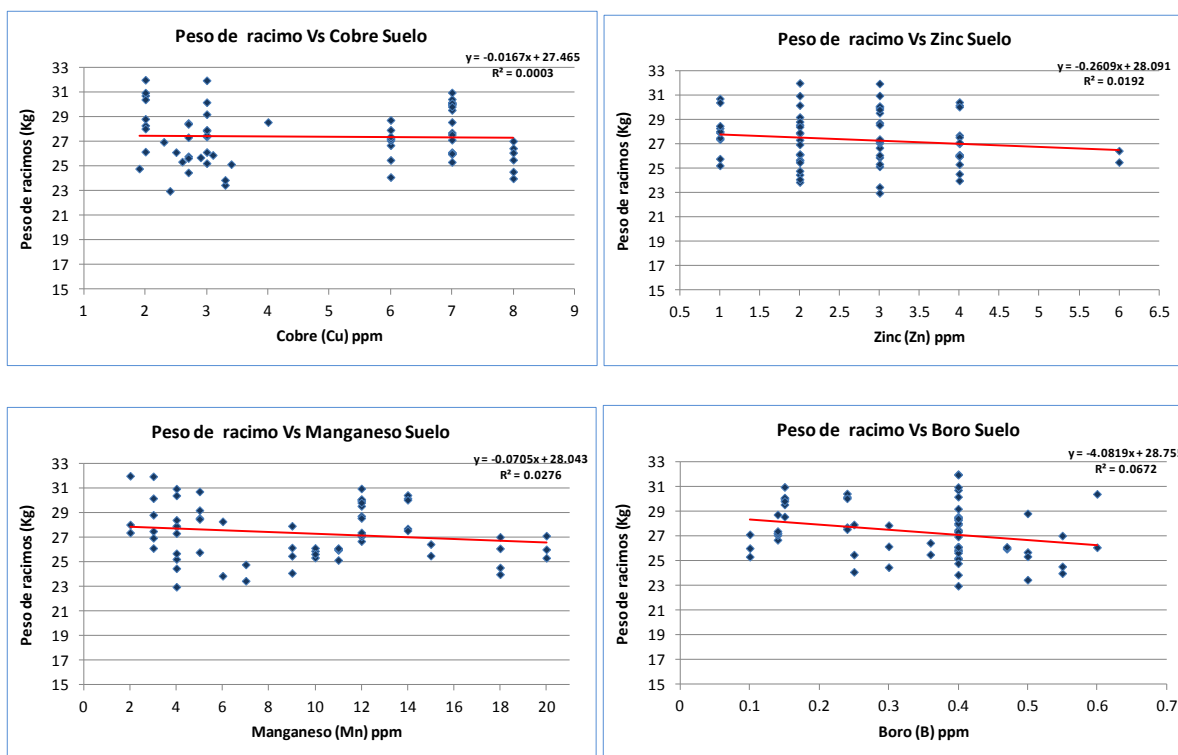 Peso de racimo Vs Cobre Suelo
y = -0.0167x + 27.465
R² = 0.0003
Peso de racimos (Kg)
33
31
29
27
25
23
21
19
17
15
1 2 3 4 5 6 7 8 9
Cobre (Cu) ppm
Peso de racimo Vs Zinc Suelo
y = -0.2609x + 28.091
R² = 0.0192
Peso de racimos (Kg)
33
31
29
27
25
23
21
19
17
15
0.5 1 1.5 2 2.5 3 3.5 4 4.5 5 5.5 6 6.5
Zinc (Zn) ppm
Peso de racimo Vs Manganeso Suelo
y = -0.0705x + 28.043
R² = 0.0276
Peso de racimos (Kg)
33
31
29
27
25
23
21
19
17
15
0 2 4 6 8 10 12 14 16 18 20
Manganeso (Mn) ppm
Peso de racimo Vs Boro Suelo
y = -4.0819x + 28.755
R² = 0.0672
Peso de racimos (Kg)
33
31
29
27
25
23
21
19
17
15
0 0.1 0.2 0.3 0.4 0.5 0.6 0.7
Boro (B) ppm